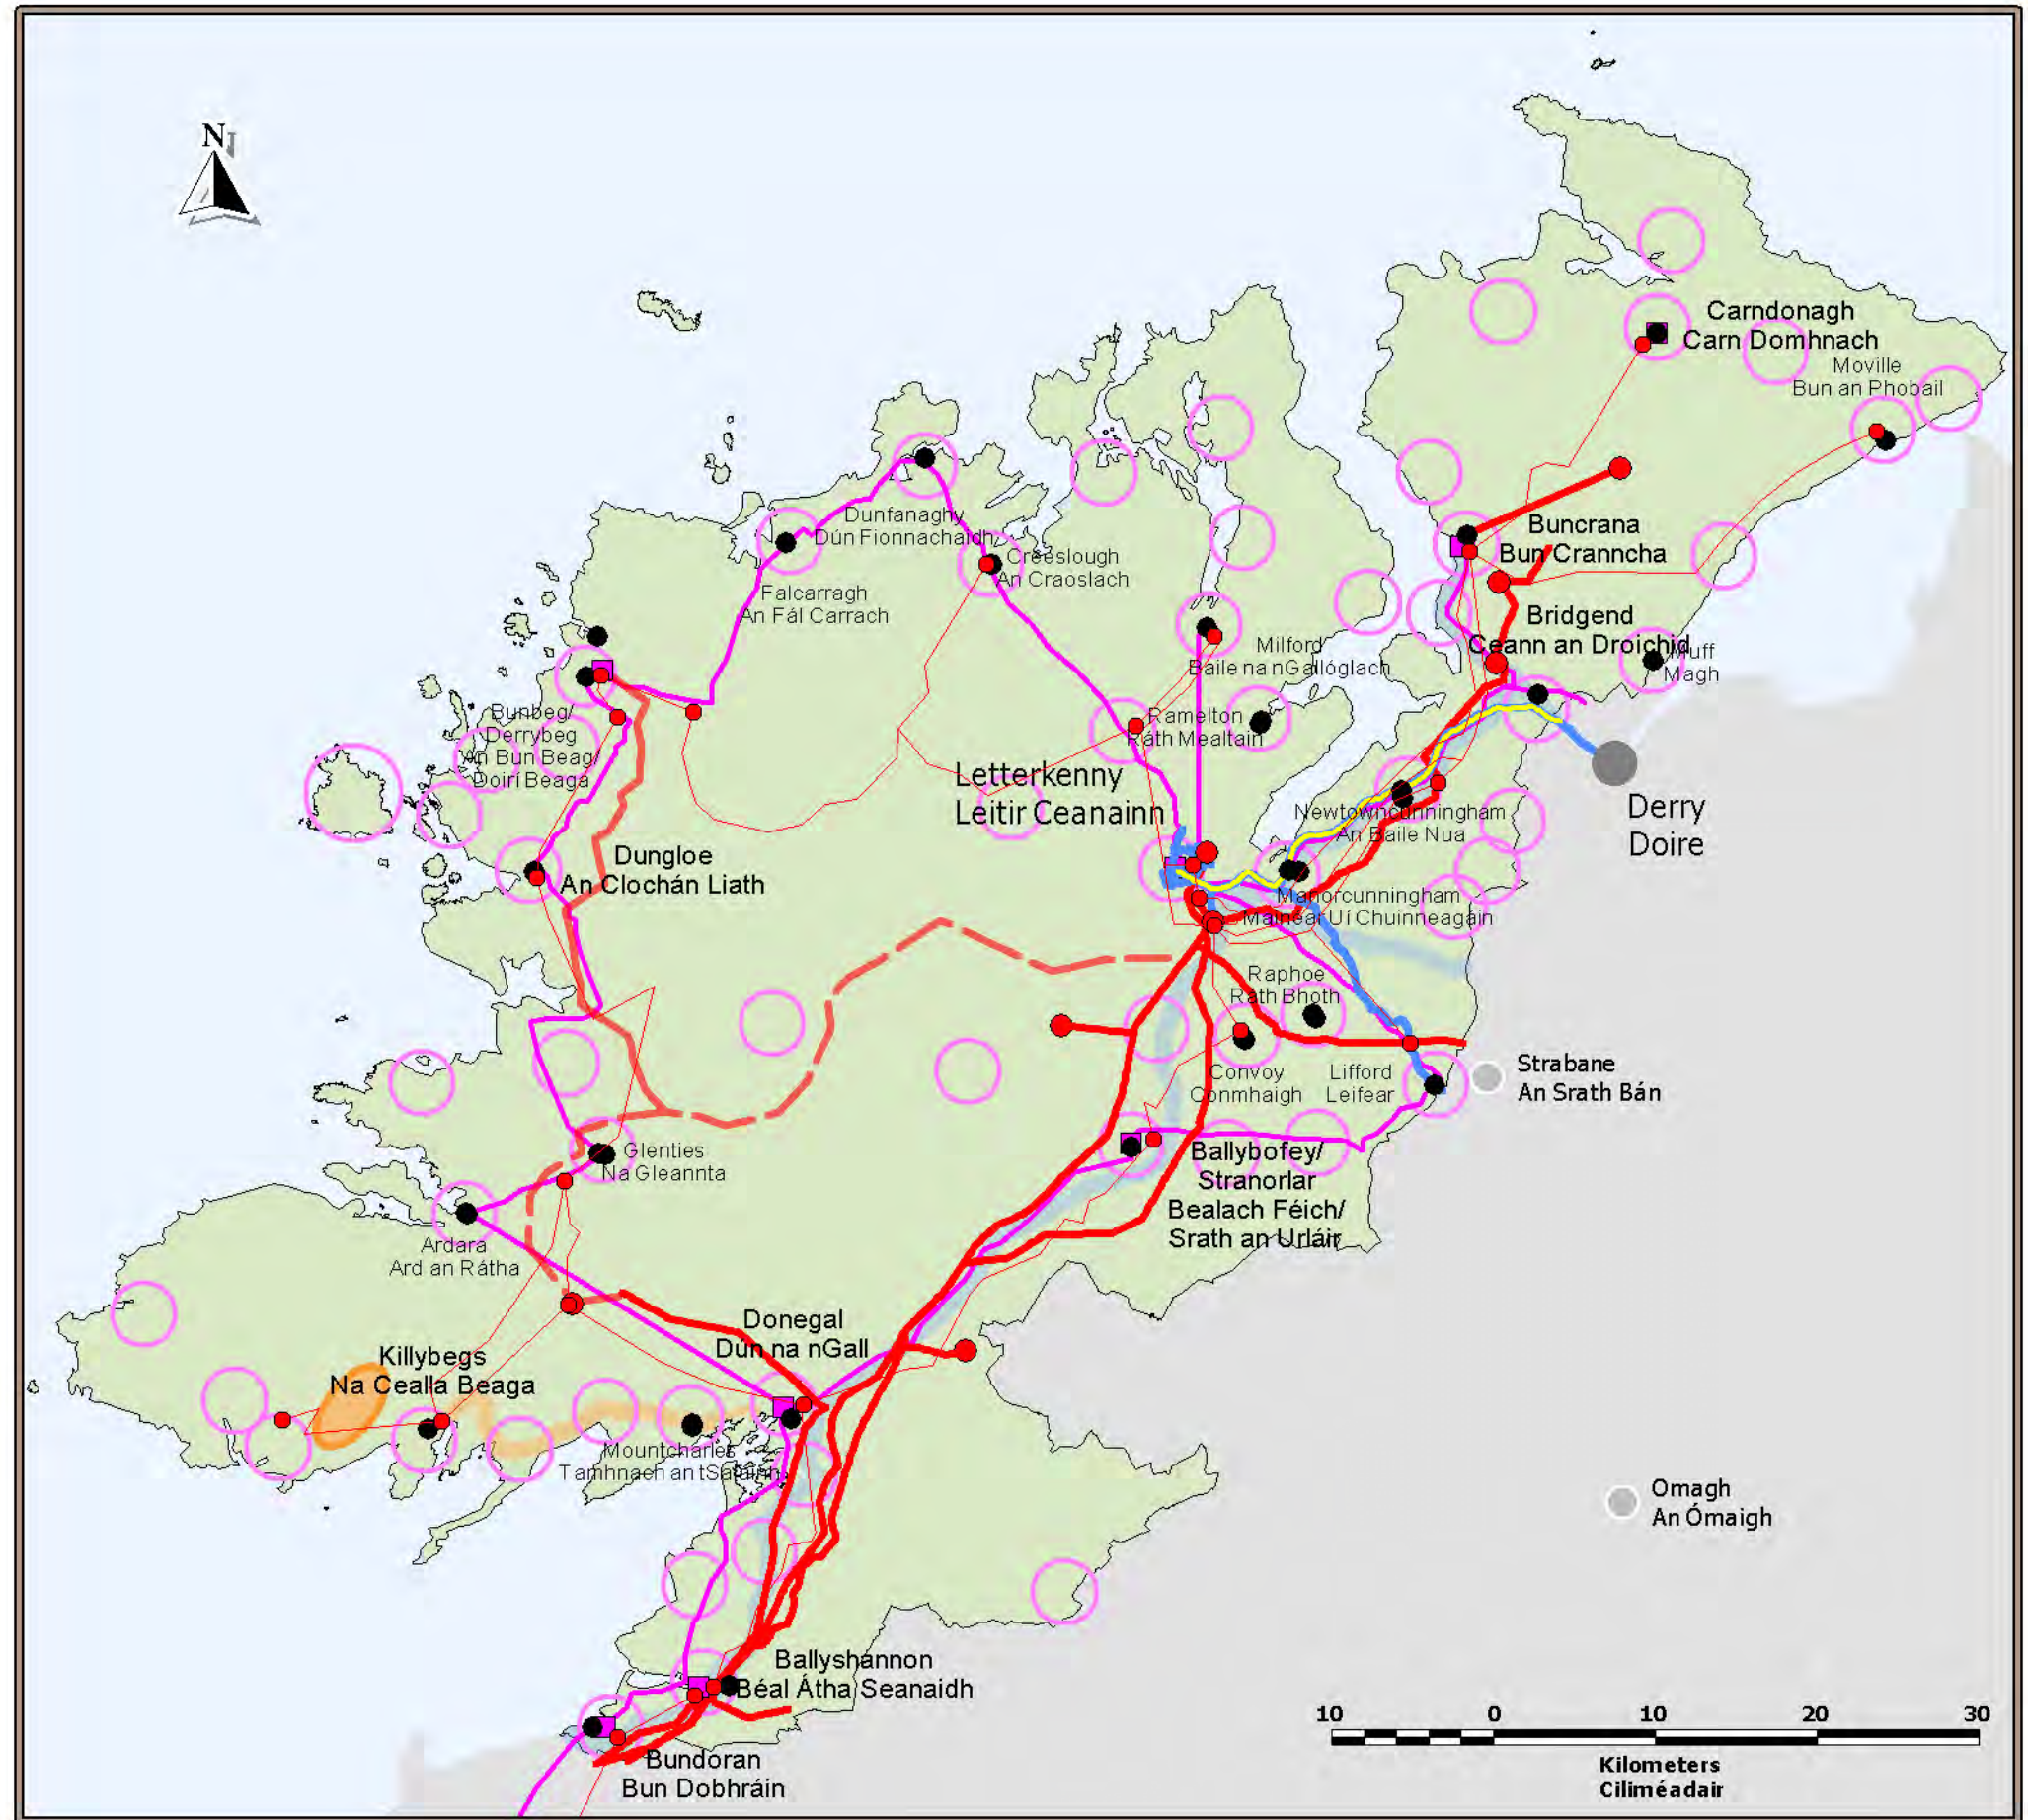 N
Carndonagh
Carn Domhnach
Moville
Bun an Phobail
Dunfanaghy
Dún Fionnachaidh
Creeslough
An Craoslach
Buncrana
Bun Cranncha
Falcarragh
An Fál Carrach
Bridgend
Ceann an Droichid
Milford
Baile na nGallóglach
Muff
Magh
Bunbeg/
Derrybeg
An Bun Beag/
Doirí Beaga
Ramelton
Ráth Mealtain
Letterkenny
Leitir Ceanainn
Newtowncunningham
An Baile Nua
Derry
Doire
Dungloe
An Clochán Liath
Manorcunningham
Mainéar Uí Chuinneagáin
Raphoe
Ráth Bhoth
Convoy
Conmhaigh
Lifford
Leifear
Strabane
An Srath Bán
Glenties
Na Gleannta
Ballybofey/
Stranorlar
Bealach Féich/
Srath an Urláir
Ardara
Ard an Rátha
Donegal
Dún na nGall
Killybegs
Na Cealla Beaga
Mountcharles
Tamhnach an tSalainn
Omagh
An Ómaigh
Ballyshannon
Béal Átha Seanaidh
Bundoran
Bun Dobhráin
10 0 10 20 30
Kilometers
Ciliméadair